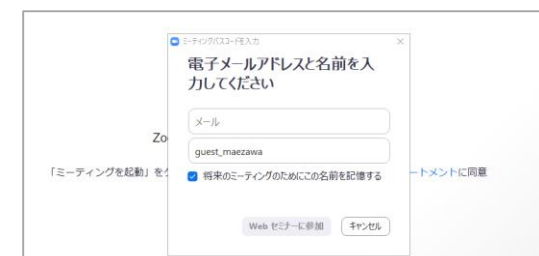 ミーティングパスコードを入力
電子メールアドレスと名前を入
力してください
メール
Zo
guest_maezawa
「ミーティングを起動」をク
将来のミーティングのためにこの名前を記憶する
ートメントに同意
Web セミナーに参加
キャンセル